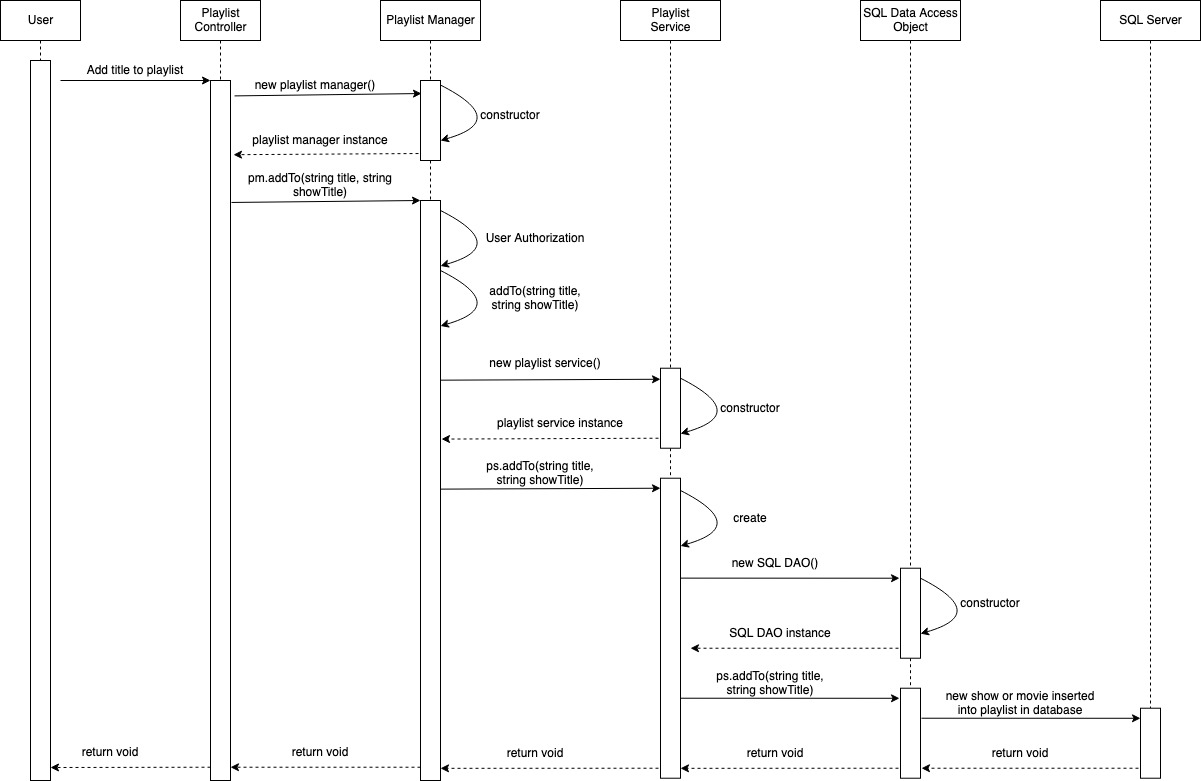 User
Playlist
Controller
Playlist Manager
Playlist
Service
SQL Data Access
Object
SQL Server
Add title to playlist
new playlist manager()
constructor
playlist manager instance
pm.addTo(string title, string
showTitle)
User Authorization
addTo(string title,
string showTitle)
new playlist service()
constructor
playlist service instance
ps.addTo(string title,
string showTitle)
create
new SQL DAO()
constructor
SQL DAO instance
ps.addTo(string title,
string showTitle)
new show or movie inserted
into playlist in database
return void
return void
return void
return void
return void